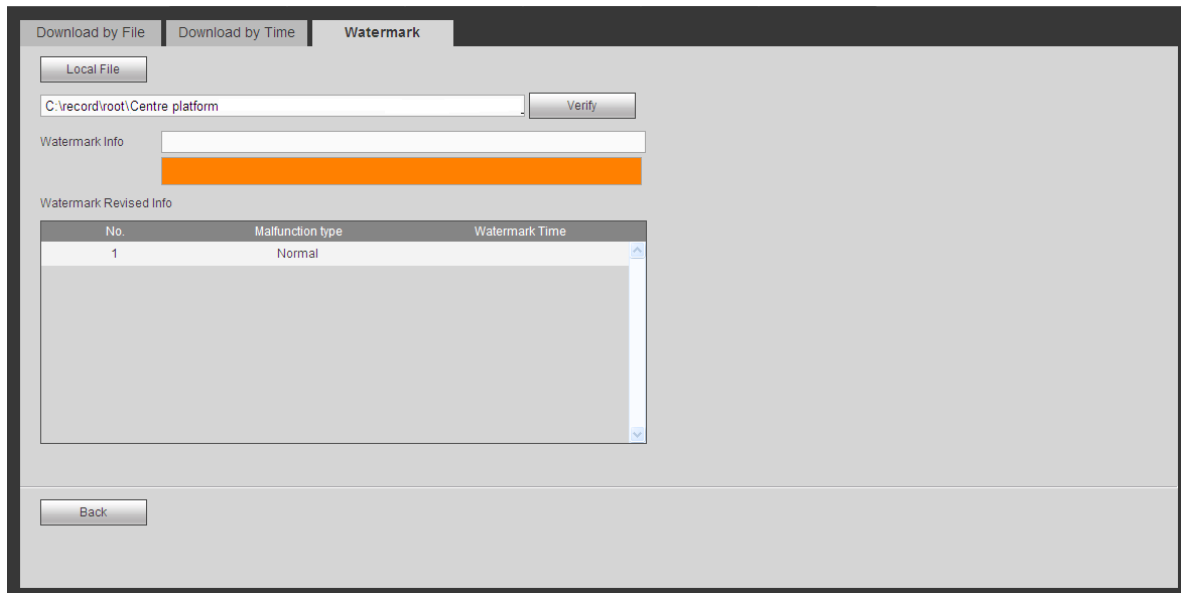 Download by File Download by Time Watermark
Local File
C:\record\root\Centre platform Verify
Watermark Info
Watermark Revised Info
No. Malfunction type Watermark Time
1 Normal
Back